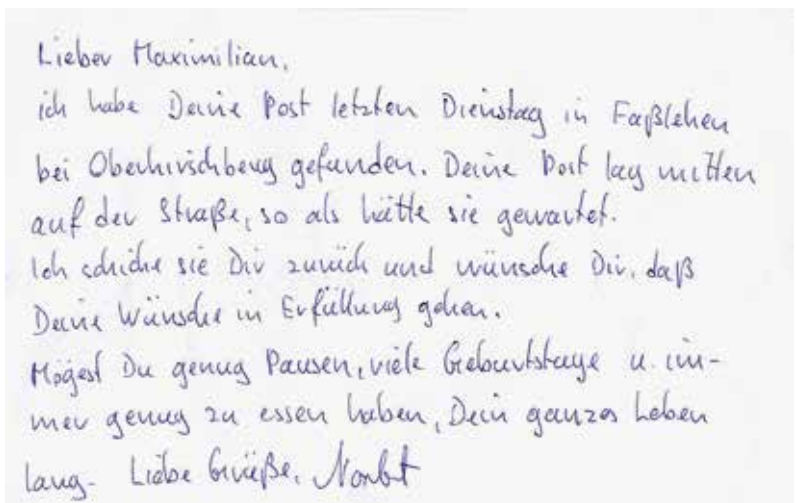 Lieber Maximilian,
ich habe Deine Post letzten Dienstag in Faßlehen
bei Oberhirschberg gefunden. Deine Post lag mitten
auf der Straße, so als hätte sie gewartet.
Ich schicke sie Dir zurück und wünsche Dir, daß
Deine Wünsche in Erfüllung gehen.
Mögest Du genug Pausen, viele Geburtstage u. im-
mer genug zu essen haben, Dein ganzes Leben
lang. Liebe Grüße, Norbert